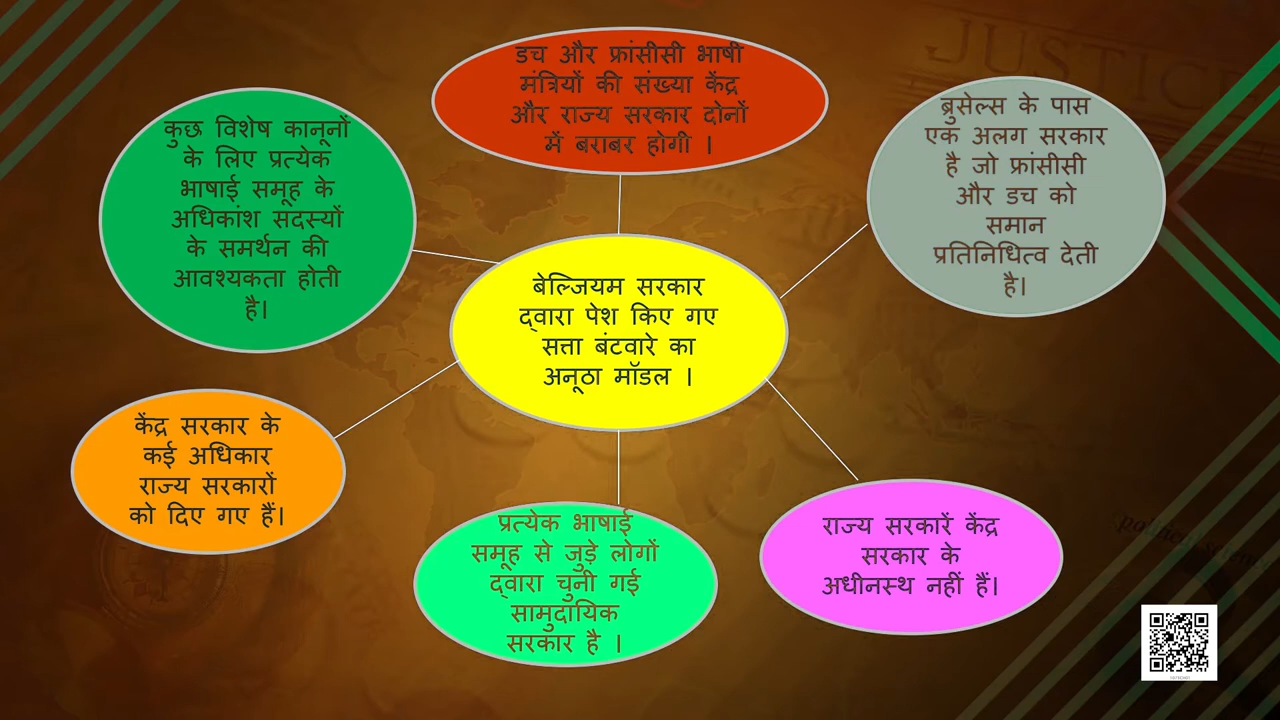 JUSTICE
डच और फ्रांसीसी भाषी
मंत्रियों की संख्या केंद्र
और राज्य सरकार दोनों
में बराबर होगी ।
कुछ विशेष कानूनों
के लिए प्रत्येक
भाषाई समूह के
अधिकांश सदस्यों
के समर्थन की
आवश्यकता होती
है।
ब्रुसेल्स के पास
एक अलग सरकार
है जो फ्रांसीसी
और डच को
समान
प्रतिनिधित्व देती
है।
बेल्जियम सरकार
द्वारा पेश किए गए
सत्ता बंटवारे का
अनूठा मॉडल ।
केंद्र सरकार के
कई अधिकार
राज्य सरकारों
को दिए गए हैं।
प्रत्येक भाषाई
समूह से जुड़े लोगों
द्वारा चुनी गई
सामुदायिक
सरकार है ।
राज्य सरकारें केंद्र
सरकार के
अधीनस्थ नहीं हैं।